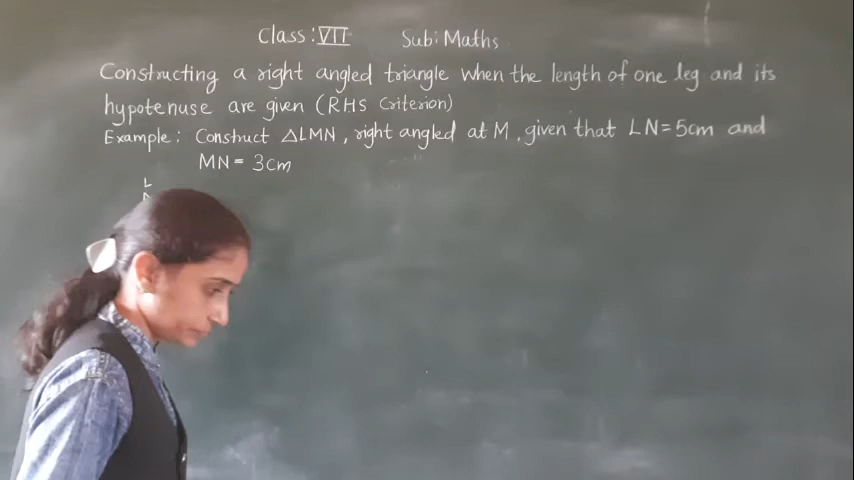 Class: VII Sub: Maths
Constructing a right angled triangle when the length of one leg and its
hypotenuse are given (RHS Criterion)
Example: Construct △LMN, right angled at M, given that LN=5cm and
MN = 3cm
L